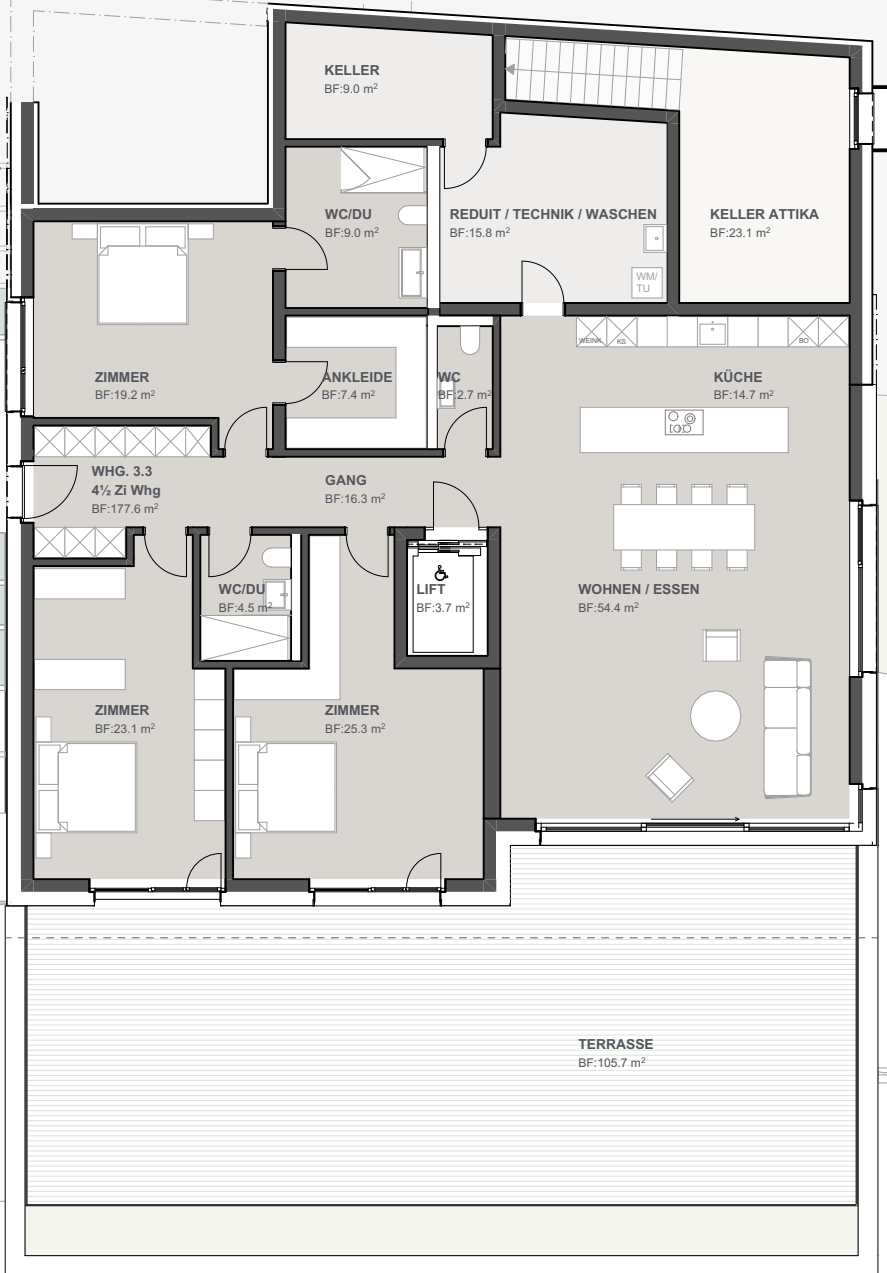 KELLER
BF:9.0 m²
WC/DU
BF:9.0 m²
REDUIT / TECHNIK / WASCHEN
BF:15.8 m²
KELLER ATTIKA
BF:23.1 m²
WM/
TU
ZIMMER
BF:19.2 m²
ANKLEIDE
BF:7.4 m²
WC
BF:2.7 m²
WEINK
KS
BO
KÜCHE
BF:14.7 m²
WHG. 3.3
4½ Zi Whg
BF:177.6 m²
GANG
BF:16.3 m²
WC/DU
BF:4.5 m²
LIFT
BF:3.7 m²
WOHNEN / ESSEN
BF:54.4 m²
ZIMMER
BF:23.1 m²
ZIMMER
BF:25.3 m²
TERRASSE
BF:105.7 m²